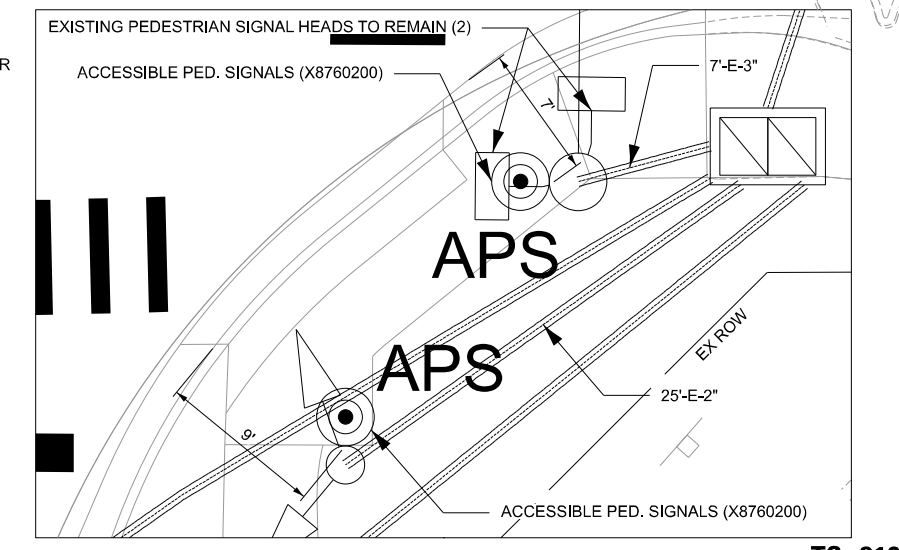 EXISTING PEDESTRIAN SIGNAL HEADS TO REMAIN (2)
R
ACCESSIBLE PED. SIGNALS (X8760200)
7'-E-3"
7'
APS
EX ROW
APS
25'-E-2"
9'
ACCESSIBLE PED. SIGNALS (X8760200)